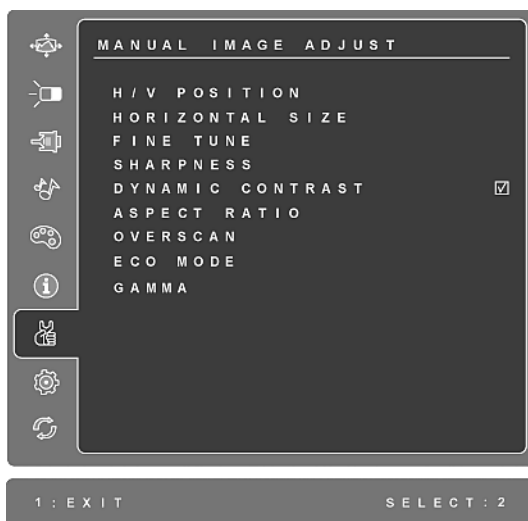 MANUAL IMAGE ADJUST
H/V POSITION
HORIZONTAL SIZE
FINE TUNE
SHARPNESS
DYNAMIC CONTRAST
ASPECT RATIO
OVERSCAN
ECO MODE
GAMMA
1:EXIT SELECT:2